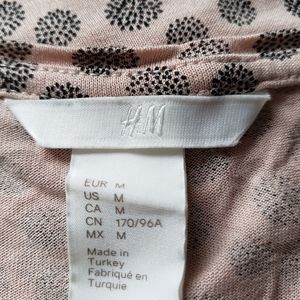 H&M
EUR M
US M
CA M
CN 170/96A
MX M
Made in
Turkey
Fabriqué en
Turquie